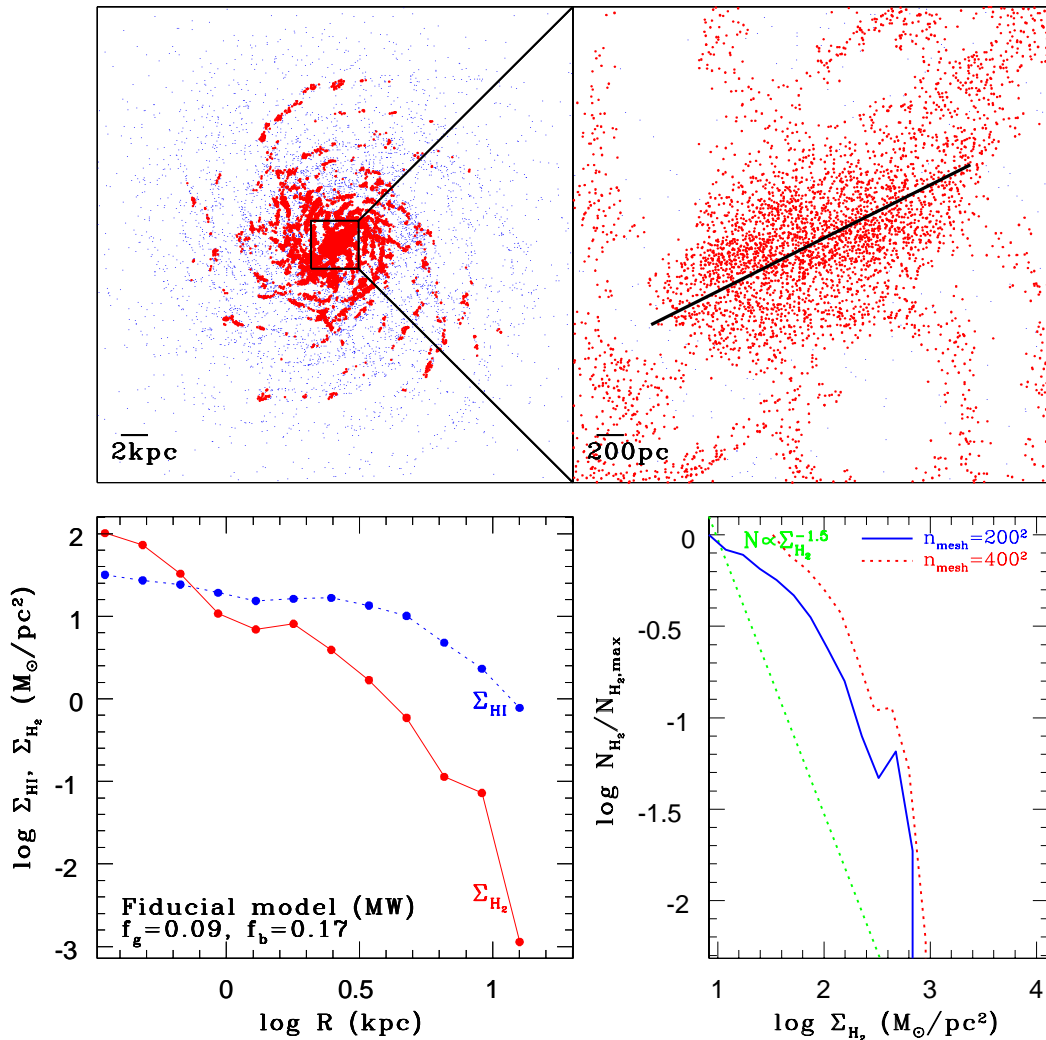 2kpc
200pc
2
1
0
-1
-2
-3
log Σ_HI, Σ_H₂ (M_⊙/pc²)
Σ_HI
Σ_H₂
Fiducial model (MW)
f_g=0.09, f_b=0.17
0
0.5
1
log R (kpc)
0
-0.5
-1
-1.5
-2
log N_H₂/N_H₂,max
N∝Σ_H₂^-1.5
n_mesh=200²
n_mesh=400²
1
2
3
4
log Σ_H₂ (M_⊙/pc²)